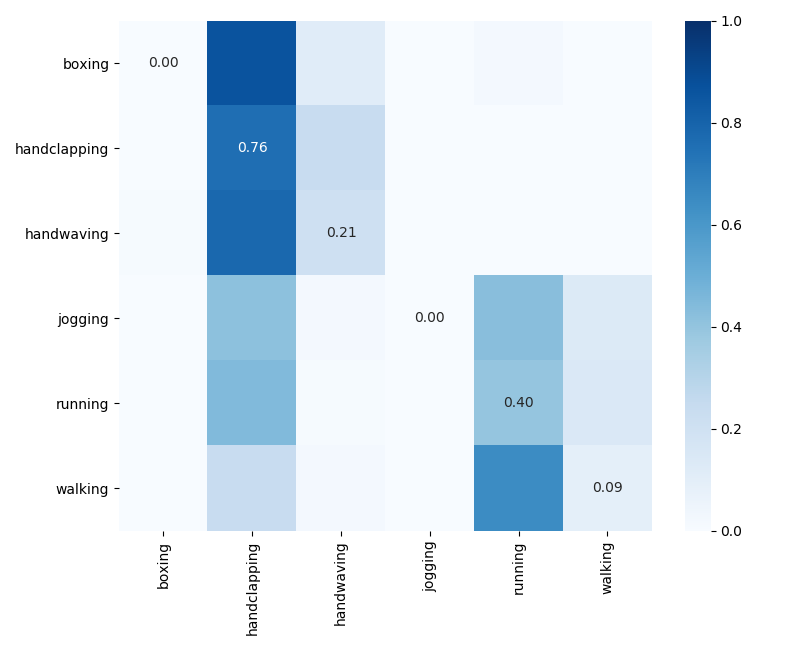 boxing
handclapping
handwaving
jogging
running
walking
0.00
0.76
0.21
0.00
0.40
0.09
boxing
handclapping
handwaving
jogging
running
walking
1.0
0.8
0.6
0.4
0.2
0.0